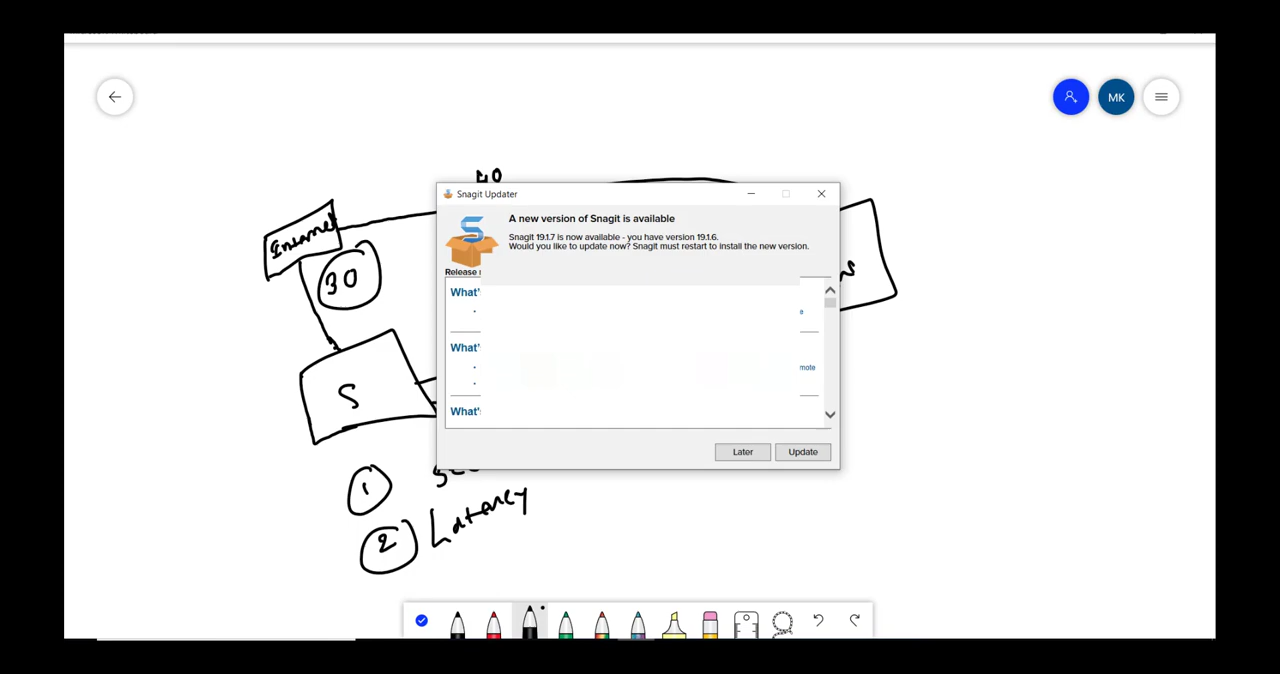 MK
40
Snagit Updater
A new version of Snagit is available
Snagit 19.1.7 is now available - you have version 19.1.6.
Would you like to update now? Snagit must restart to install the new version.
Internet
30
Release
What'
What'
mote
What'
S
Later
Update
1
2 Latency